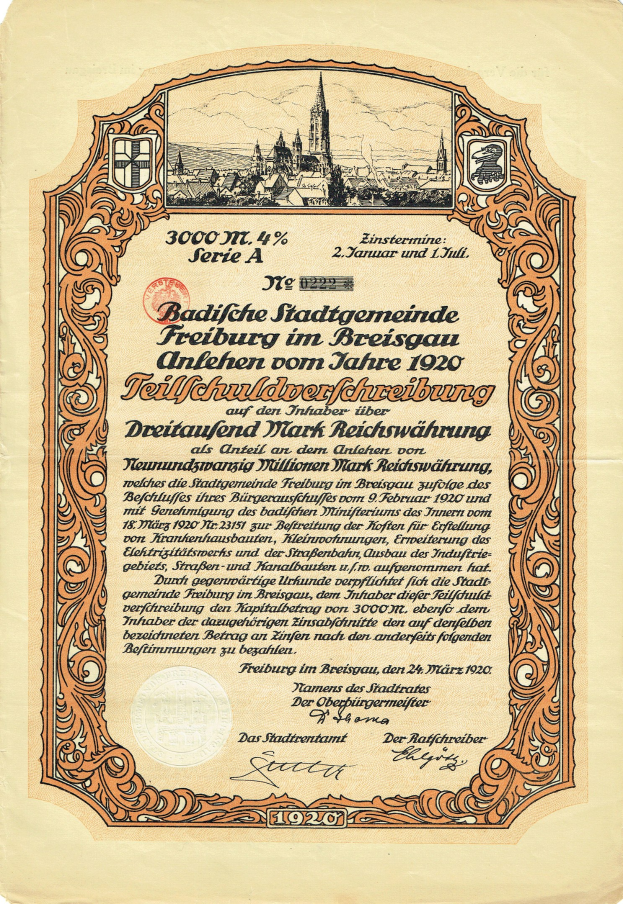 3000 M. 4%
Serie A
Zinstermine:
2. Januar und 1. Juli.
No 0222 *
Badische Stadtgemeinde
Freiburg im Breisgau
Anlehen vom Jahre 1920
Teilschuldverschreibung
auf den Inhaber über
Dreitausend Mark Reichswährung
als Anteil an dem Anlehen von
Neunundzwanzig Millionen Mark Reichswährung,
welches die Stadtgemeinde Freiburg im Breisgau zufolge des
Beschlusses ihres Bürgerausschusses vom 9. Februar 1920 und
mit Genehmigung des badischen Ministeriums des Innern vom
18. März 1920 Nr. 23151 zur Bestreitung der Kosten für Erstellung
von Krankenhausbauten, Kleinwohnungen, Erweiterung des
Elektrizitätswerks und der Straßenbahn, Ausbau des Industrie-
gebiets, Straßen- und Kanalbauten u.s.w. aufgenommen hat.
Durch gegenwärtige Urkunde verpflichtet sich die Stadt-
gemeinde Freiburg im Breisgau, dem Inhaber dieser Teilschuld-
verschreibung den Kapitalbetrag von 3000 M. ebenso dem
Inhaber der dazugehörigen Zinsabschnitte den auf denselben
bezeichneten Betrag an Zinsen nach den anderseits folgenden
Bestimmungen zu bezahlen.
Freiburg im Breisgau, den 24. März 1920.
Namens des Stadtrates
Der Oberbürgermeister
Das Stadtrentamt Der Ratschreiber
1920